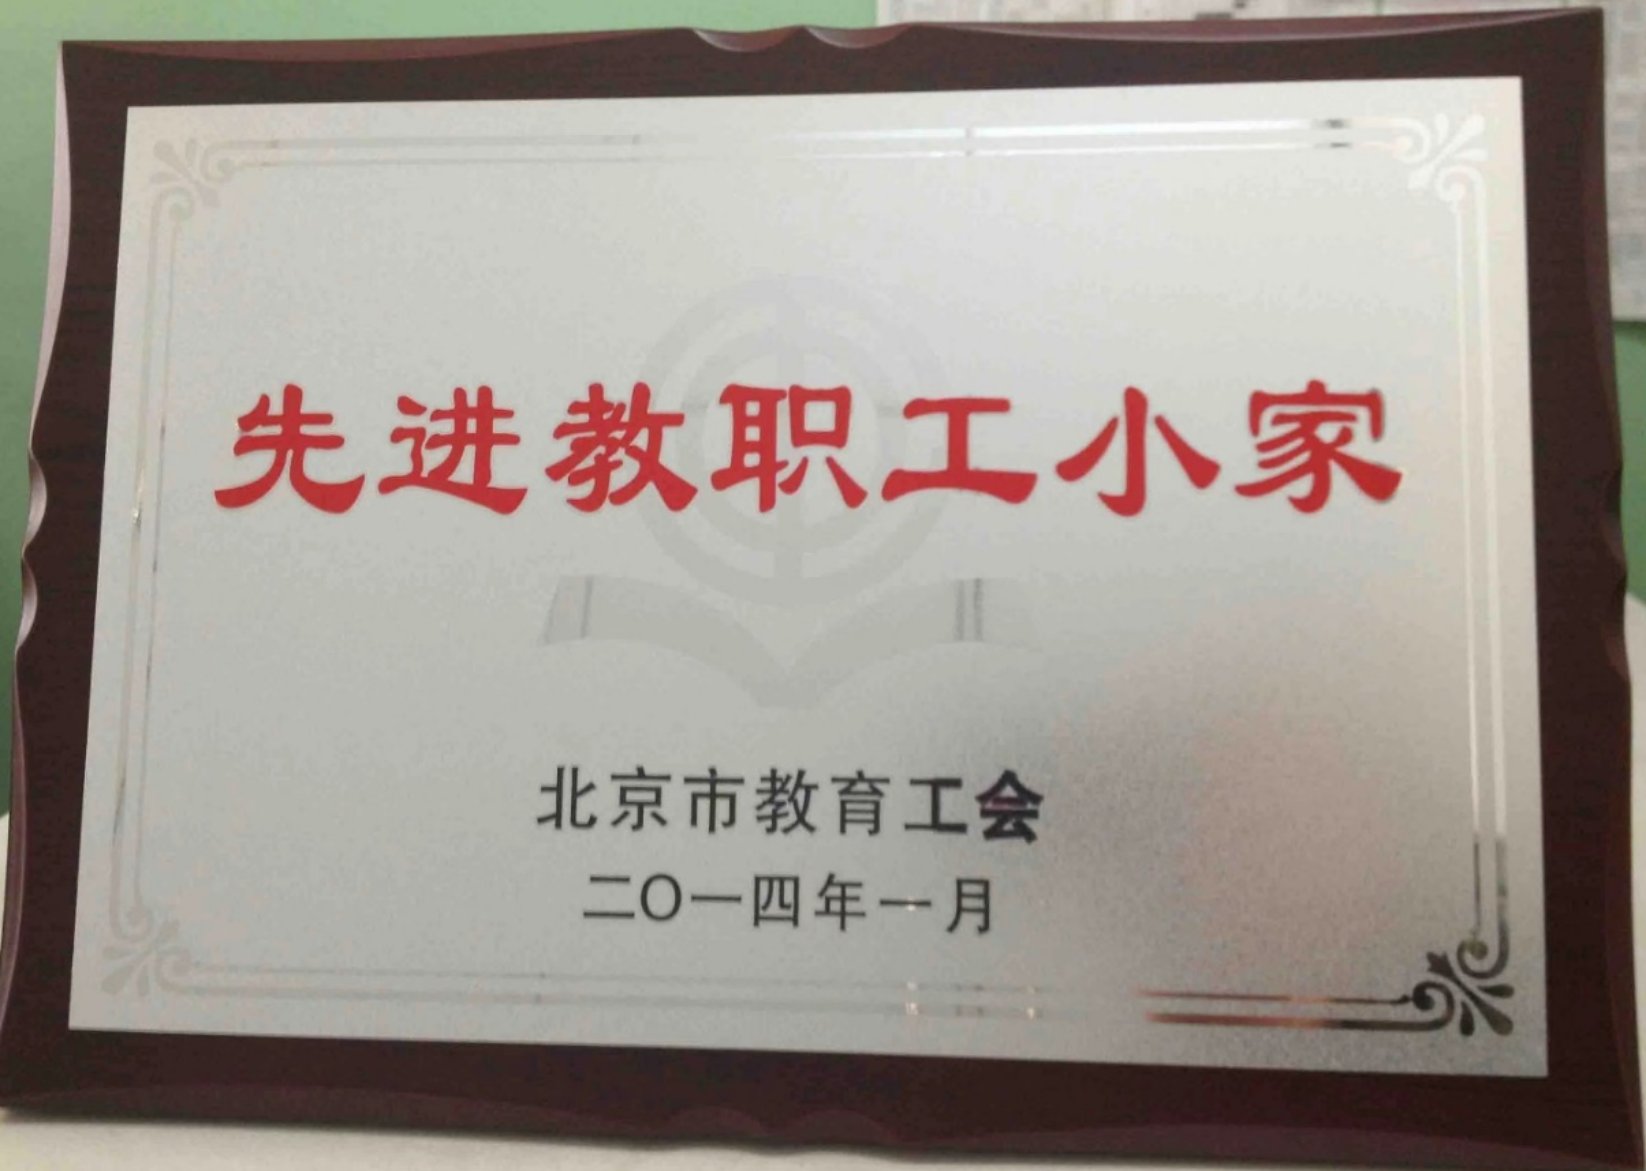 先进教职工小家
北京市教育工会
二〇一四年一月